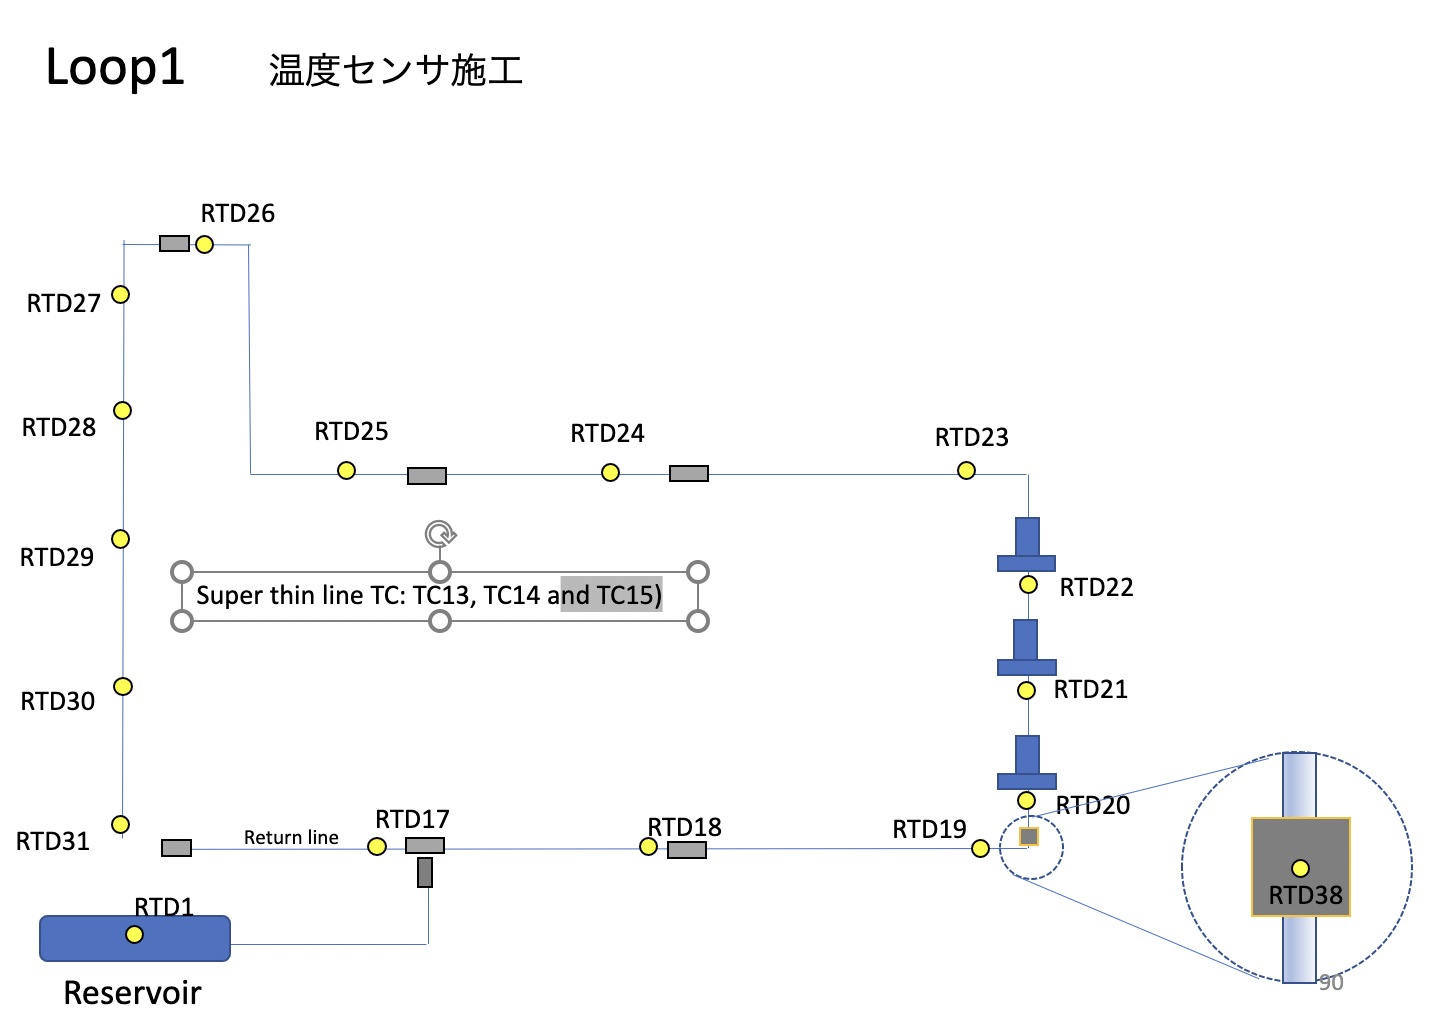 Loop1 温度センサ施工
RTD26
RTD27
RTD28
RTD25
RTD24
RTD23
RTD29
Super thin line TC: TC13, TC14 and TC15)
RTD22
RTD21
RTD30
RTD20
RTD31
Return line
RTD17
RTD18
RTD19
RTD38
RTD1
Reservoir
90